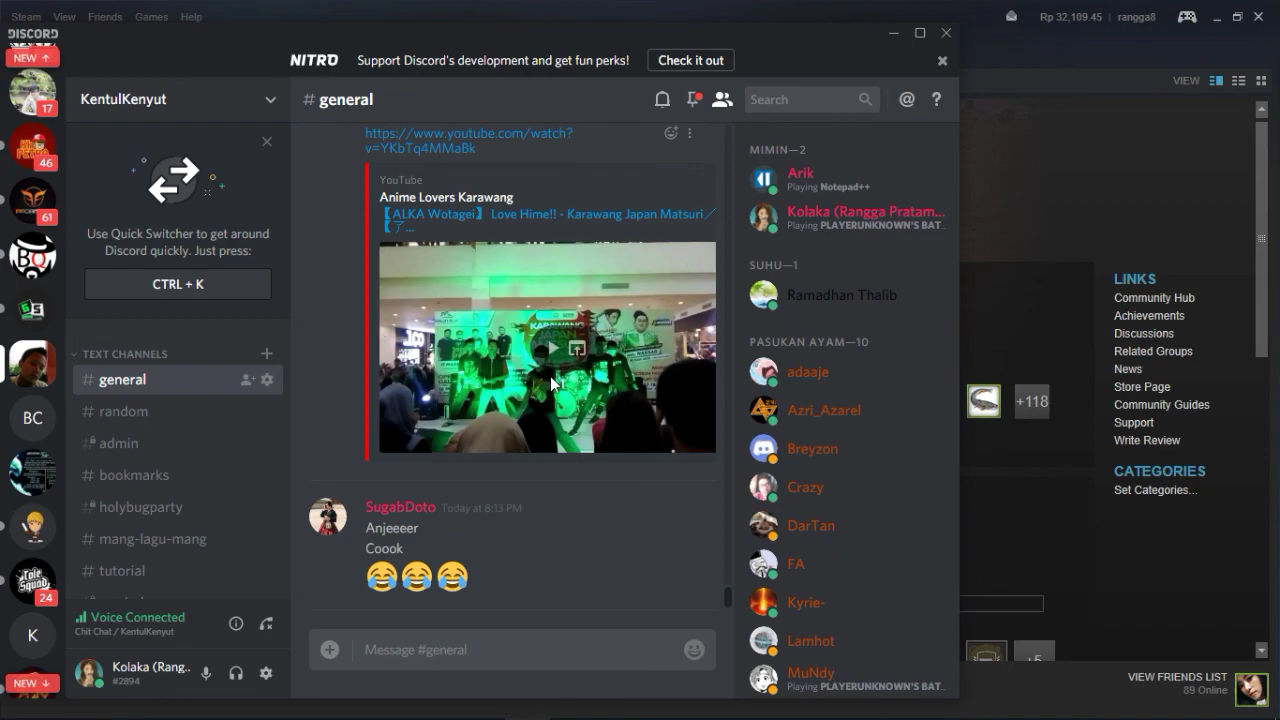 Steam View Friends Games Help
Rp 32,109.45 rangga8
DISCORD
NEW ↑
17
46
61
BC
24
K
NEW ↓
KentulKenyut
Use Quick Switcher to get around
Discord quickly. Just press:
CTRL + K
TEXT CHANNELS
# general
# random
# admin
# bookmarks
# holybugparty
# mang-lagu-mang
# tutorial
Voice Connected
Chit Chat / KentulKenyut
Kolaka (Rang..
#2894
NITRO Support Discord's development and get fun perks! Check it out
# general
Search
https://www.youtube.com/watch?
v=YKbTq4MMaBk
YouTube
Anime Lovers Karawang
【ALKA Wotagei】 Love Hime!! - Karawang Japan Matsuri／
【了...
KARAWANG
JAPAN
SugabDoto Today at 8:13 PM
Anjeeeer
Coook
Message #general
MIMIN—2
Arik
Playing Notepad++
Kolaka (Rangga Pratam...
Playing PLAYERUNKNOWN'S BAT..
SUHU—1
Ramadhan Thalib
PASUKAN AYAM—10
adaaje
Azri_Azarel
Breyzon
Crazy
DarTan
FA
Kyrie-
Lamhot
MuNdy
Playing PLAYERUNKNOWN'S BAT..
VIEW
+118
LINKS
Community Hub
Achievements
Discussions
Related Groups
News
Store Page
Community Guides
Support
Write Review
CATEGORIES
Set Categories...
+5
VIEW FRIENDS LIST
89 Online